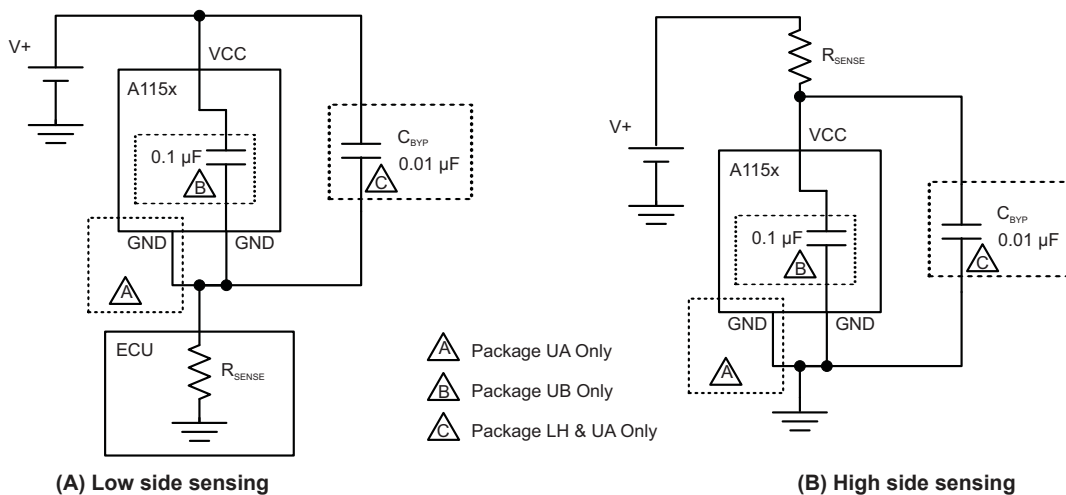 V+
VCC
A115x
0.1 µF
B
C_BYP
0.01 µF
C
GND
GND
A
ECU
R_SENSE
(A) Low side sensing
A Package UA Only
B Package UB Only
C Package LH & UA Only
R_SENSE
V+
VCC
A115x
0.1 µF
B
C_BYP
0.01 µF
C
GND
GND
A
(B) High side sensing